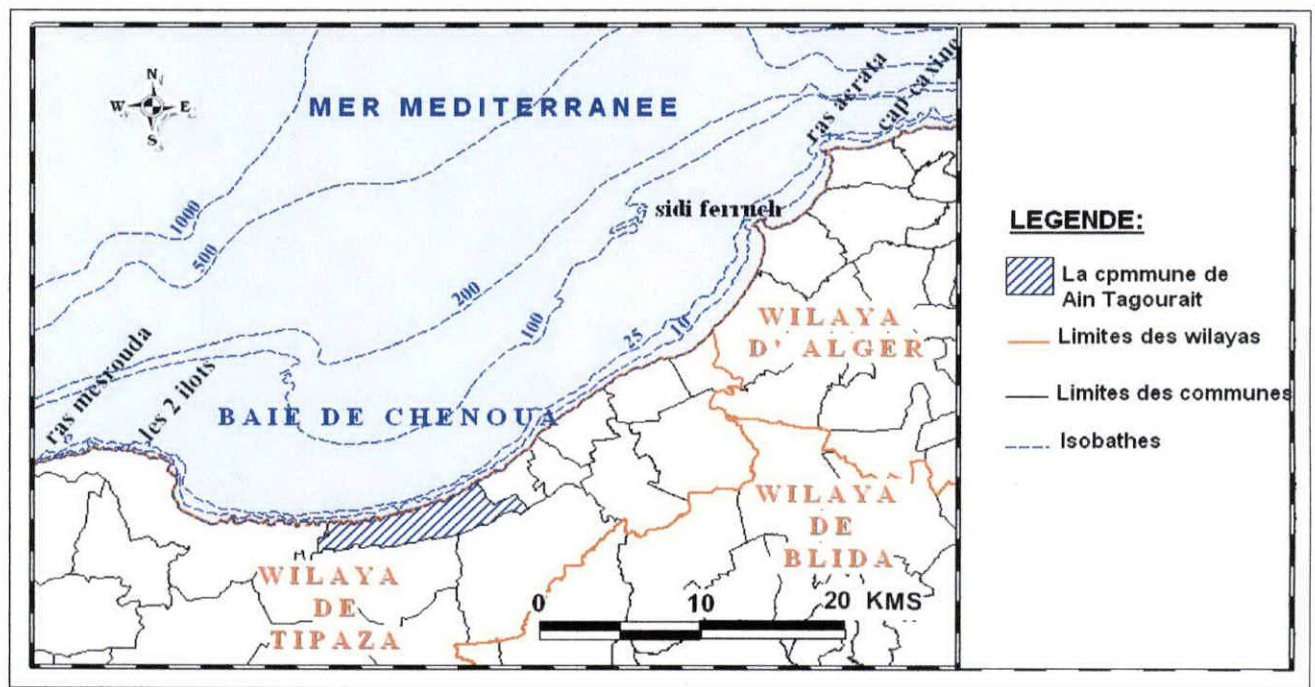 N
W E
S
MER MEDITERRANEE
ras acrata
cap caxine
1000
500
200
100
25
10
sidi ferruch
ras mesrouda
les 2 ilots
BAIE DE CHENOUA
WILAYA
D' ALGER
WILAYA
DE
BLIDA
WILAYA
DE
TIPAZA
0 10 20 KMS
LEGENDE:
La cpmmune de
Ain Tagourait
Limites des wilayas
Limites des communes
Isobathes